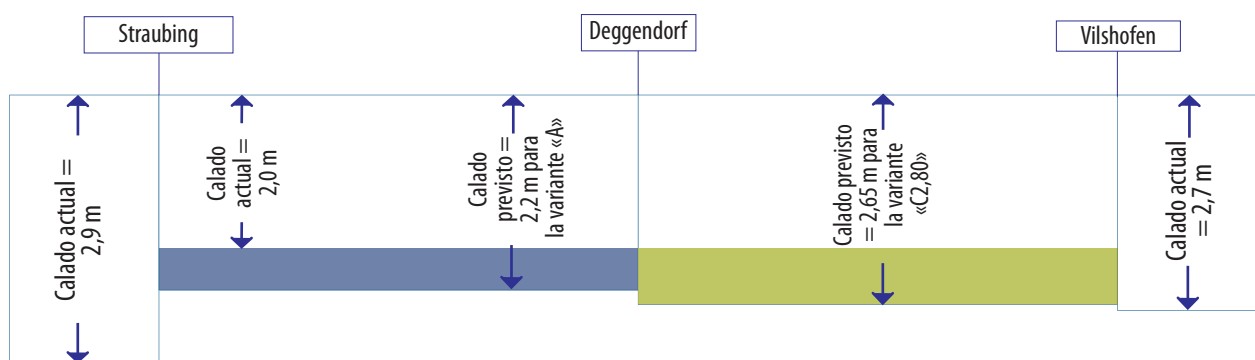 Straubing
Deggendorf
Vilshofen
Calado actual =
2,9 m
Calado
actual =
2,0 m
Calado
previsto =
2,2 m para
la variante «A»
Calado previsto
= 2,65 m para
la variante
«C2,80»
Calado actual
= 2,7 m